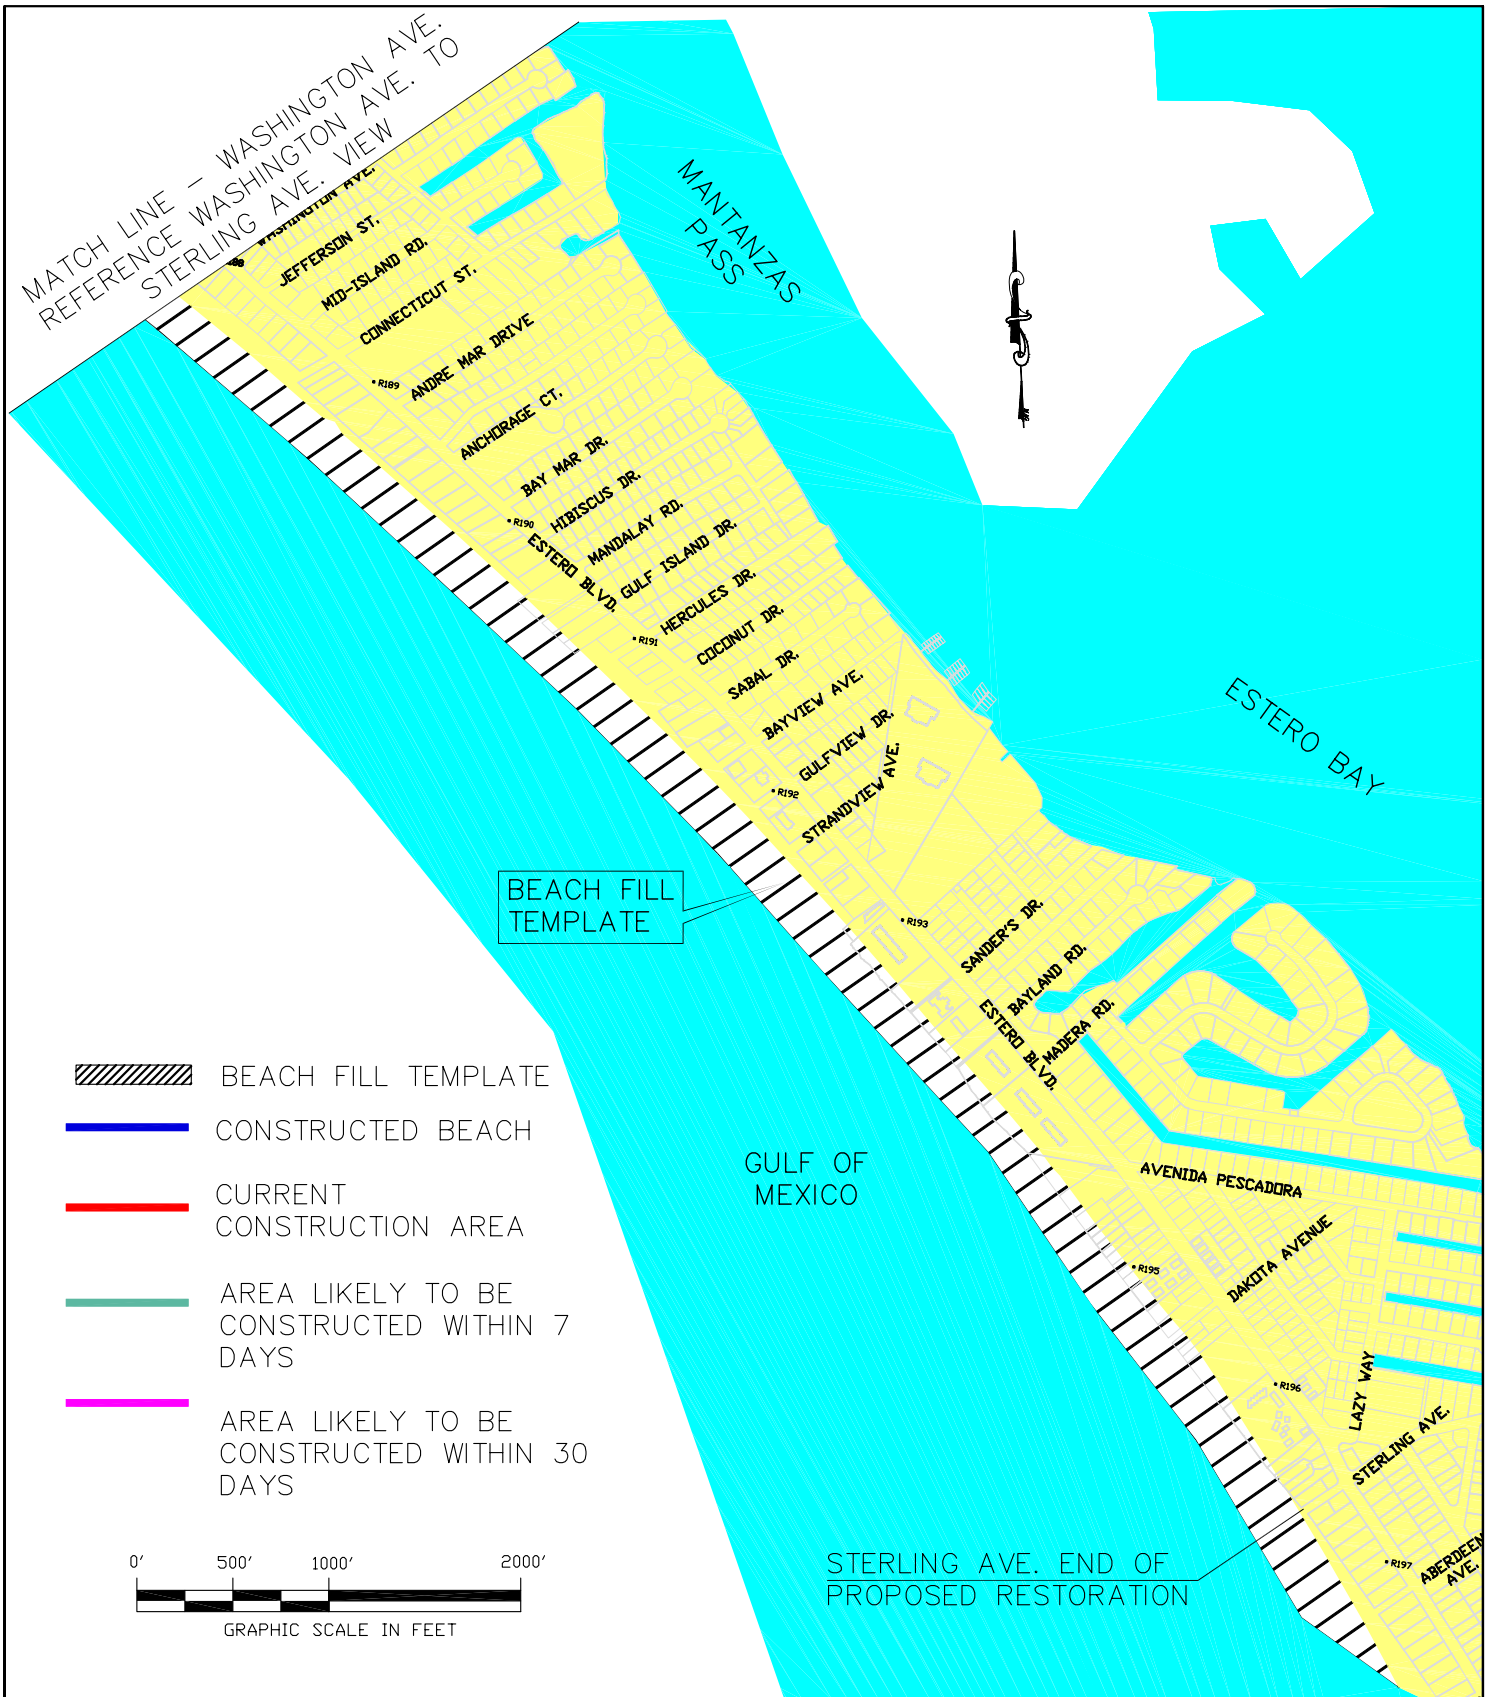 MATCH LINE - WASHINGTON AVE.
REFERENCE WASHINGTON AVE. TO
STERLING AVE. VIEW
WASHINGTON AVE.
JEFFERSON ST.
MID-ISLAND RD.
CONNECTICUT ST.
R189
ANDRE MAR DRIVE
ANCHORAGE CT.
BAY MAR DR.
R190
HIBISCUS DR.
ESTERO BLVD.
MANDALAY RD.
GULF ISLAND DR.
R191
HERCULES DR.
COCONUT DR.
SABAL DR.
BAYVIEW AVE.
R192
GULFVIEW DR.
STRANDVIEW AVE.
MANTANZAS
PASS
ESTERO BAY
BEACH FILL
TEMPLATE
R193
SANDER'S DR.
BAYLAND RD.
ESTERO BLVD.
MADERA RD.
GULF OF
MEXICO
AVENIDA PESCADORA
R195
DAKOTA AVENUE
R196
LAZY WAY
STERLING AVE.
R197
ABERDEEN
AVE.
STERLING AVE. END OF
PROPOSED RESTORATION
BEACH FILL TEMPLATE
CONSTRUCTED BEACH
CURRENT
CONSTRUCTION AREA
AREA LIKELY TO BE
CONSTRUCTED WITHIN 7
DAYS
AREA LIKELY TO BE
CONSTRUCTED WITHIN 30
DAYS
0' 500' 1000' 2000'
GRAPHIC SCALE IN FEET